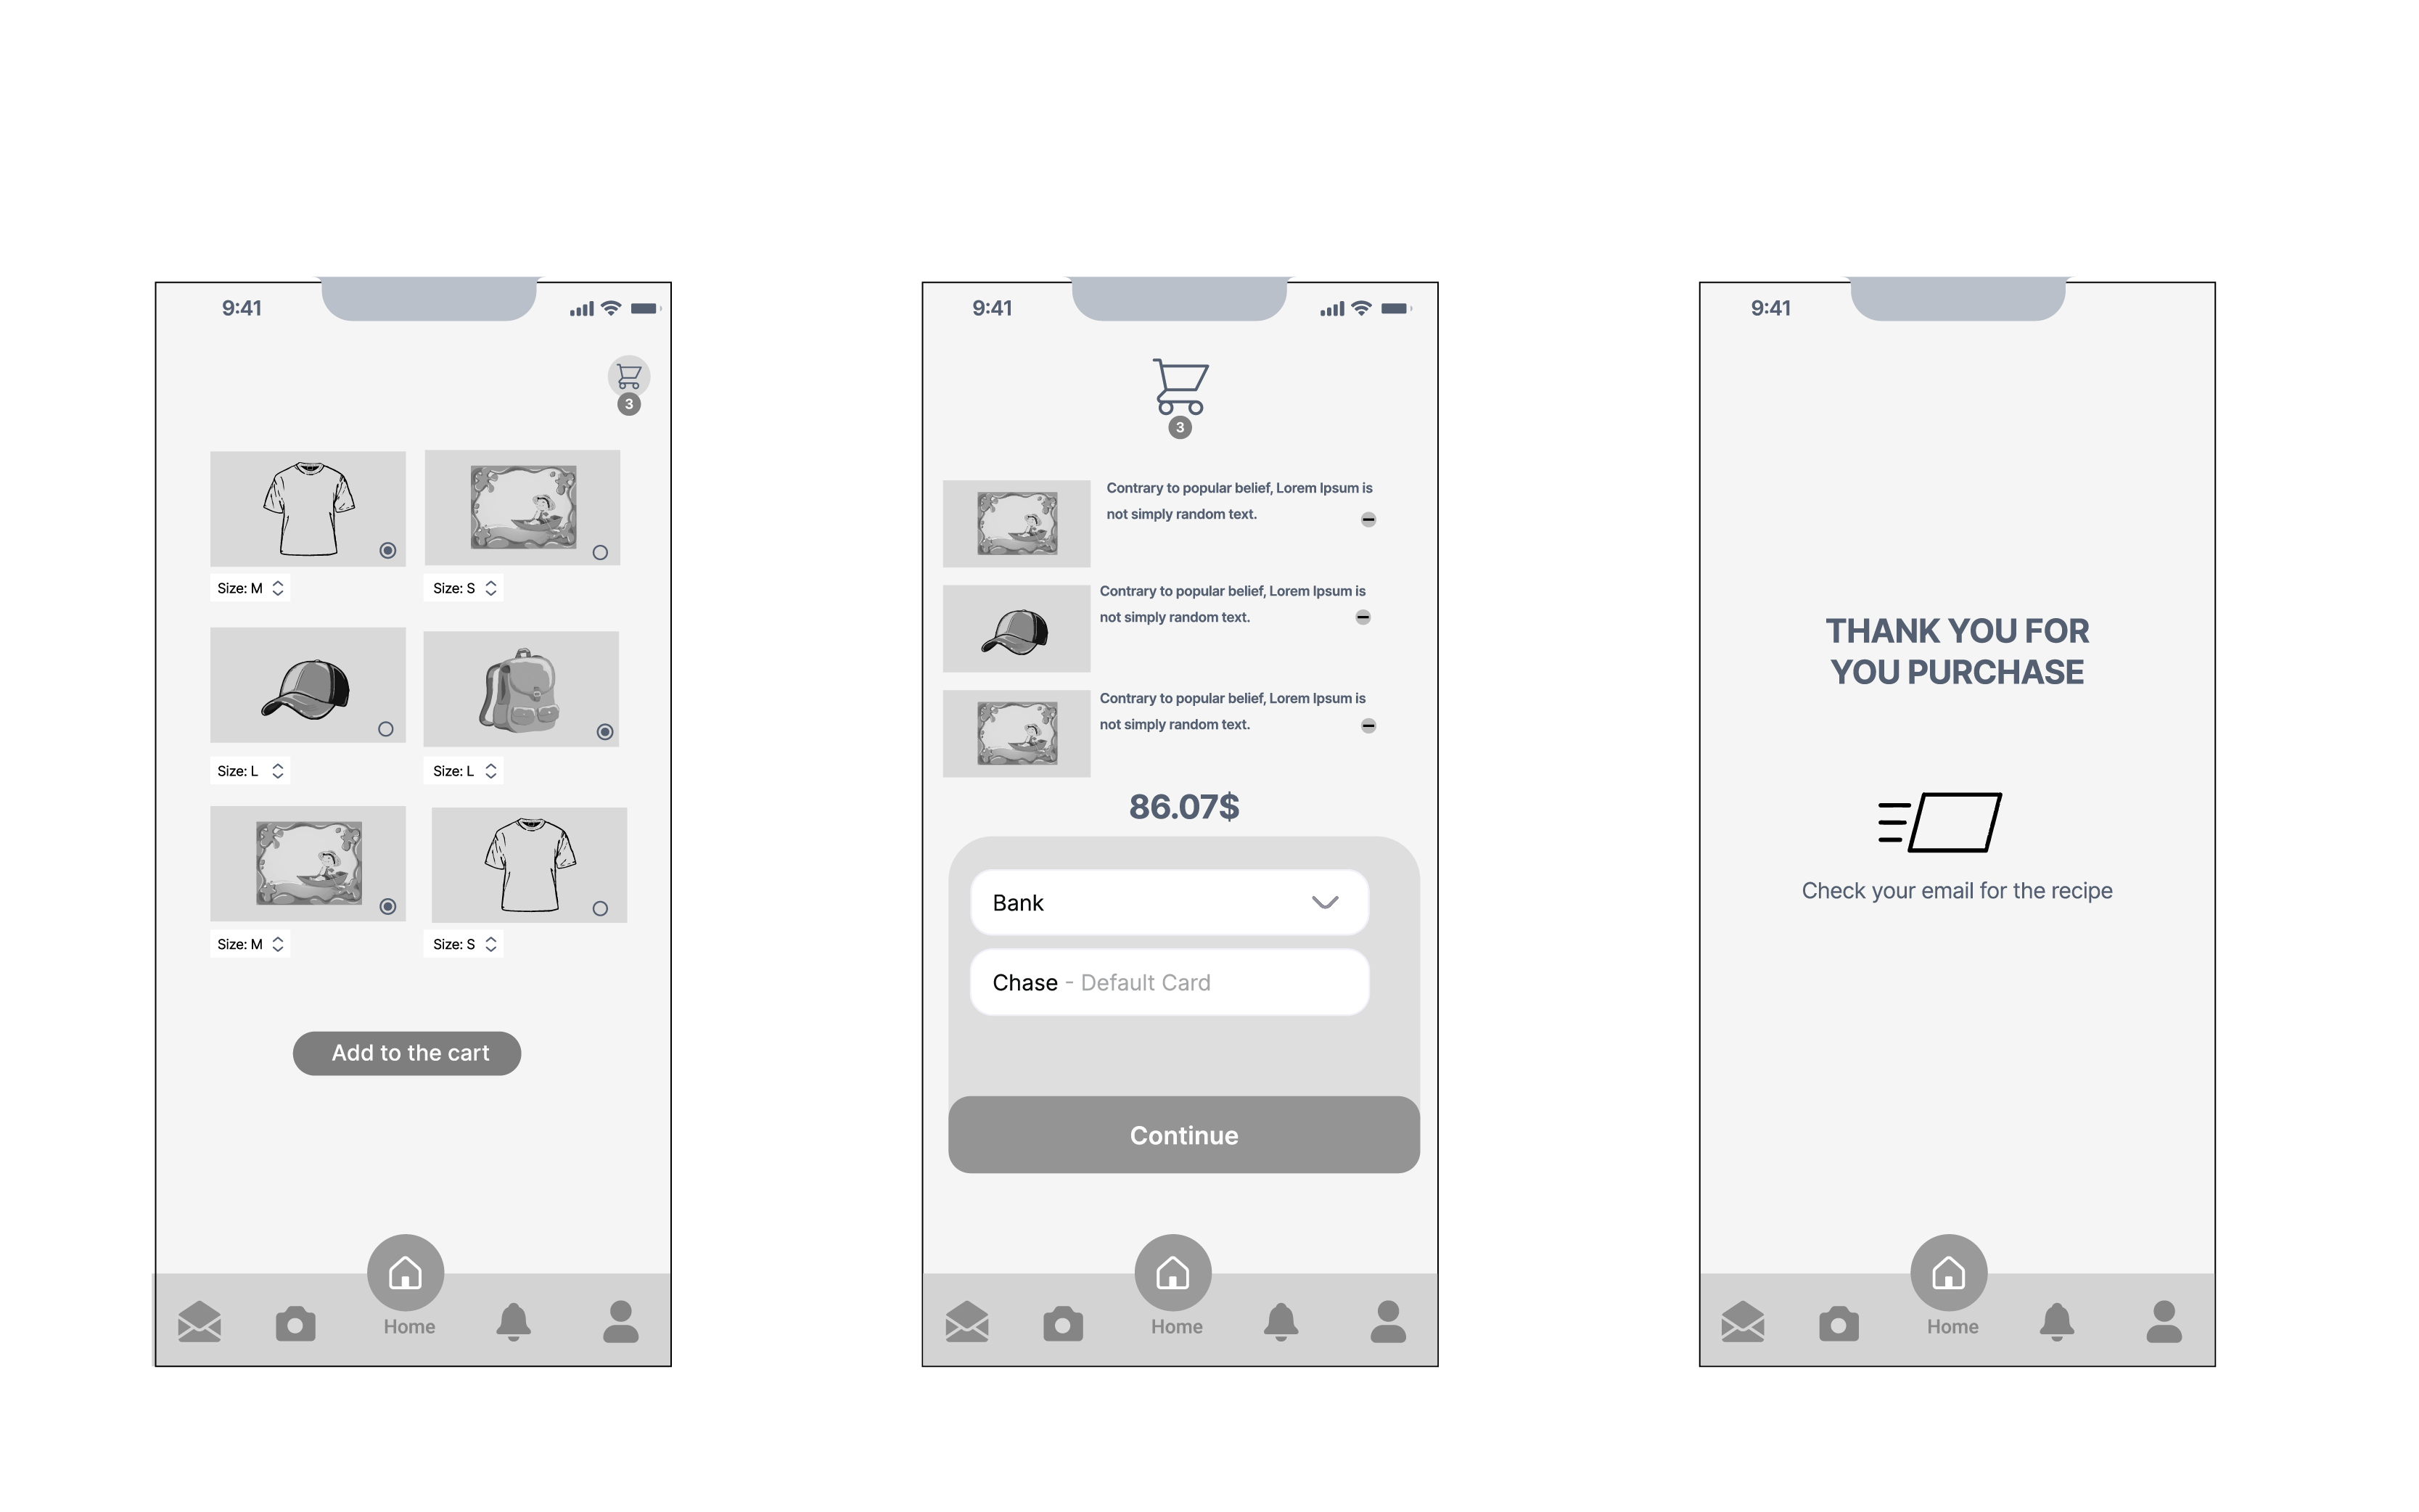 9:41
3
Size: M
Size: S
Size: L
Size: L
Size: M
Size: S
Add to the cart
Home
9:41
3
Contrary to popular belief, Lorem Ipsum is
not simply random text.
Contrary to popular belief, Lorem Ipsum is
not simply random text.
Contrary to popular belief, Lorem Ipsum is
not simply random text.
86.07$
Bank
Chase - Default Card
Continue
Home
9:41
THANK YOU FOR
YOU PURCHASE
Check your email for the recipe
Home